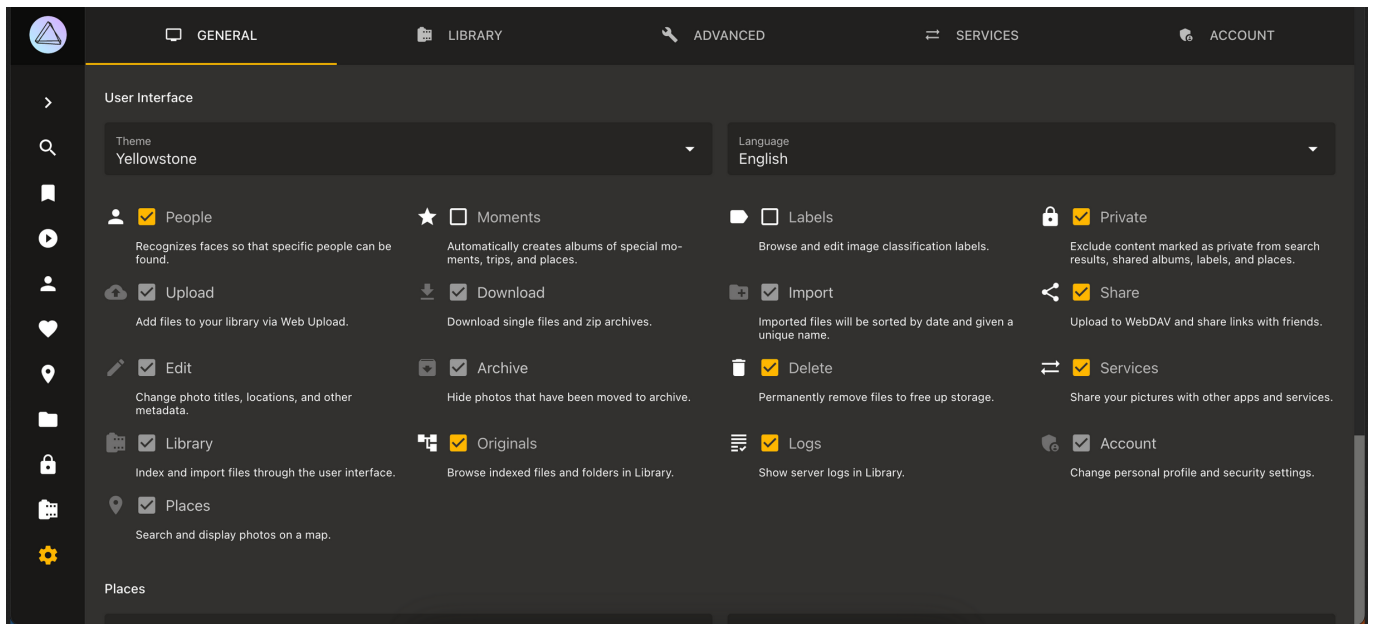 GENERAL
LIBRARY
ADVANCED
SERVICES
ACCOUNT
User Interface
Theme
Yellowstone
Language
English
People
Recognizes faces so that specific people can be
found.
Moments
Automatically creates albums of special mo-
ments, trips, and places.
Labels
Browse and edit image classification labels.
Private
Exclude content marked as private from search
results, shared albums, labels, and places.
Upload
Add files to your library via Web Upload.
Download
Download single files and zip archives.
Import
Imported files will be sorted by date and given a
unique name.
Share
Upload to WebDAV and share links with friends.
Edit
Change photo titles, locations, and other
metadata.
Archive
Hide photos that have been moved to archive.
Delete
Permanently remove files to free up storage.
Services
Share your pictures with other apps and services.
Library
Index and import files through the user interface.
Originals
Browse indexed files and folders in Library.
Logs
Show server logs in Library.
Account
Change personal profile and security settings.
Places
Search and display photos on a map.
Places